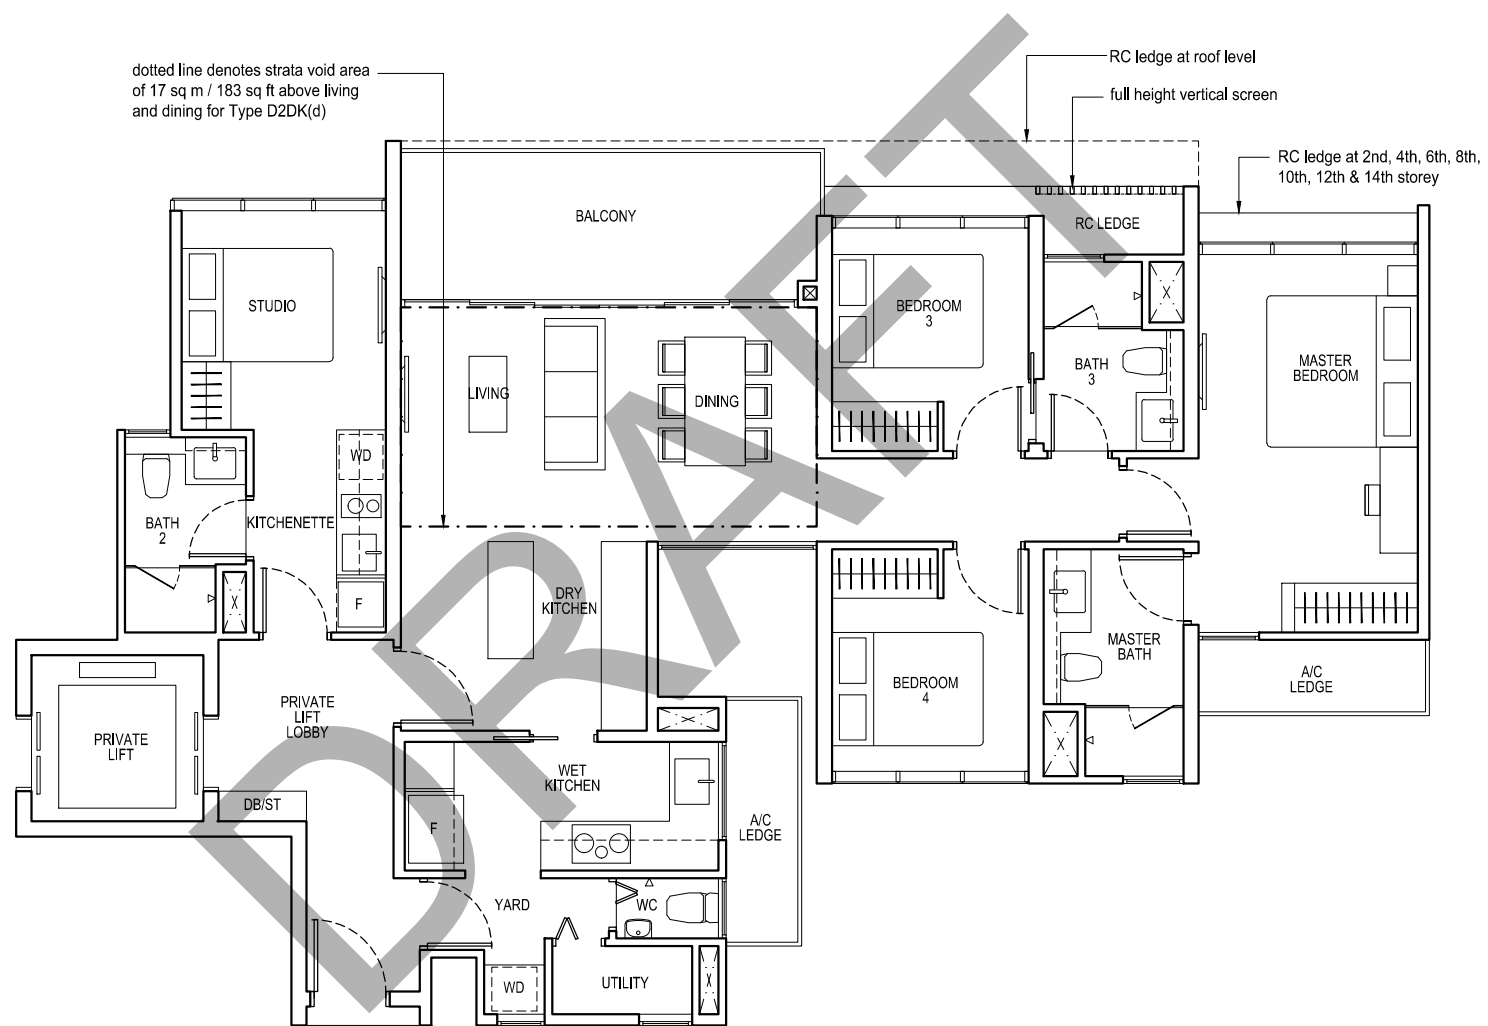 dotted line denotes strata void area
of 17 sq m / 183 sq ft above living
and dining for Type D2DK(d)
RC ledge at roof level
full height vertical screen
RC ledge at 2nd, 4th, 6th, 8th,
10th, 12th & 14th storey
BALCONY
RC LEDGE
STUDIO
BEDROOM
3
X
MASTER
BEDROOM
BATH
3
LIVING
DINING
WD
BATH
2
KITCHENETTE
X
F
DRY
KITCHEN
MASTER
BATH
A/C
LEDGE
BEDROOM
4
PRIVATE
LIFT
LOBBY
PRIVATE
LIFT
X
X
WET
KITCHEN
DB/ST
F
A/C
LEDGE
YARD
WC
WD
UTILITY
X
DRAFT